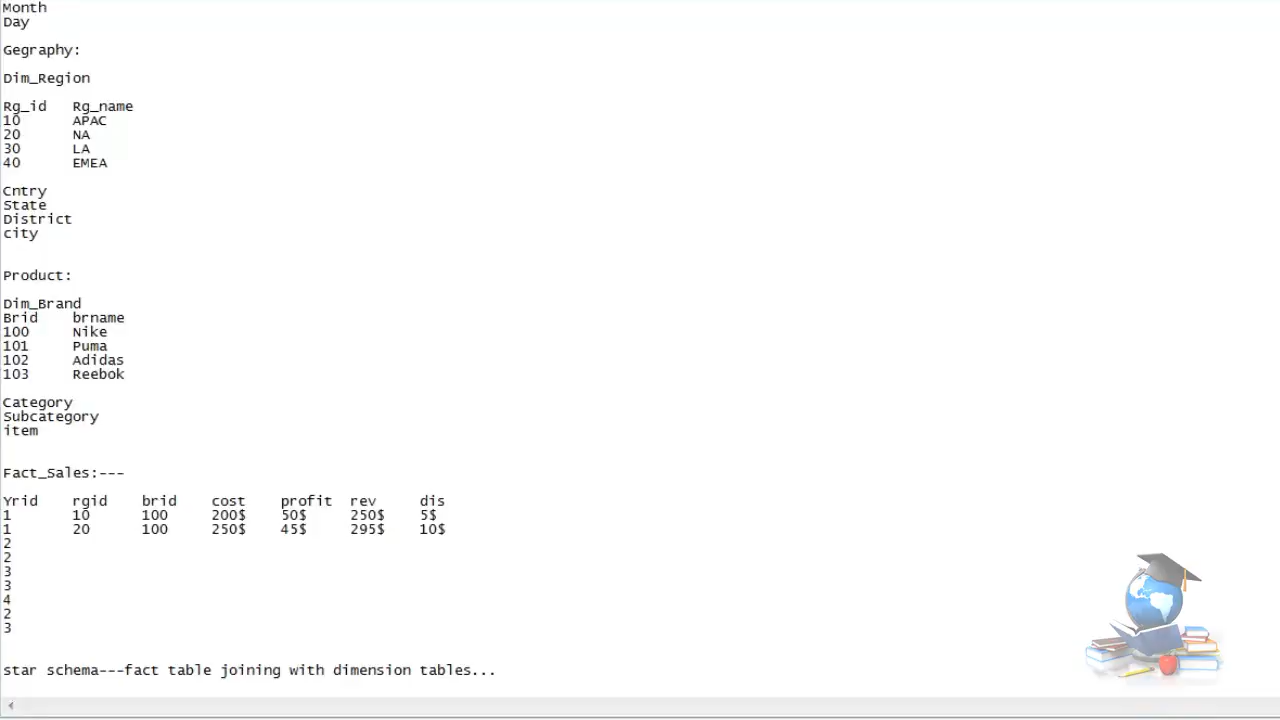 Month
Day
Gegraphy:
Dim_Region
Rg_id Rg_name
10 APAC
20 NA
30 LA
40 EMEA
Cntry
State
District
city
Product:
Dim_Brand
Brid brname
100 Nike
101 Puma
102 Adidas
103 Reebok
Category
Subcategory
item
Fact_Sales:---
Yrid rgid brid cost profit rev dis
1 10 100 200$ 50$ 250$ 5$
1 20 100 250$ 45$ 295$ 10$
2
2
3
3
4
2
3
star schema---fact table joining with dimension tables...